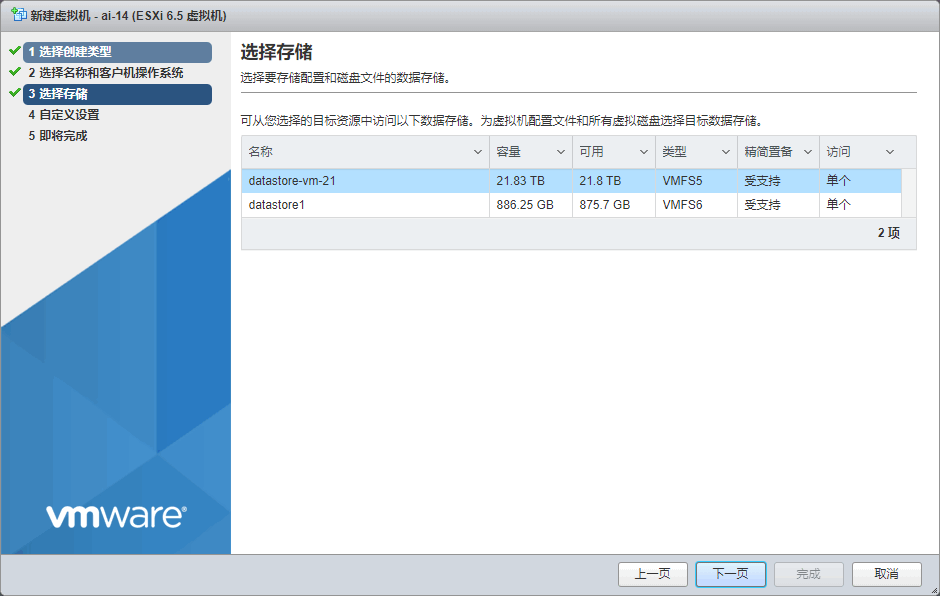 新建虚拟机 - ai-14 (ESXi 6.5 虚拟机)
1 选择创建类型
2 选择名称和客户机操作系统
3 选择存储
4 自定义设置
5 即将完成
选择存储
选择要存储配置和磁盘文件的数据存储。
可从您选择的目标资源中访问以下数据存储。为虚拟机配置文件和所有虚拟磁盘选择目标数据存储。
名称 容量 可用 类型 精简置备 访问
datastore-vm-21 21.83 TB 21.8 TB VMFS5 受支持 单个
datastore1 886.25 GB 875.7 GB VMFS6 受支持 单个
2 项
vmware®
上一页 下一页 完成 取消